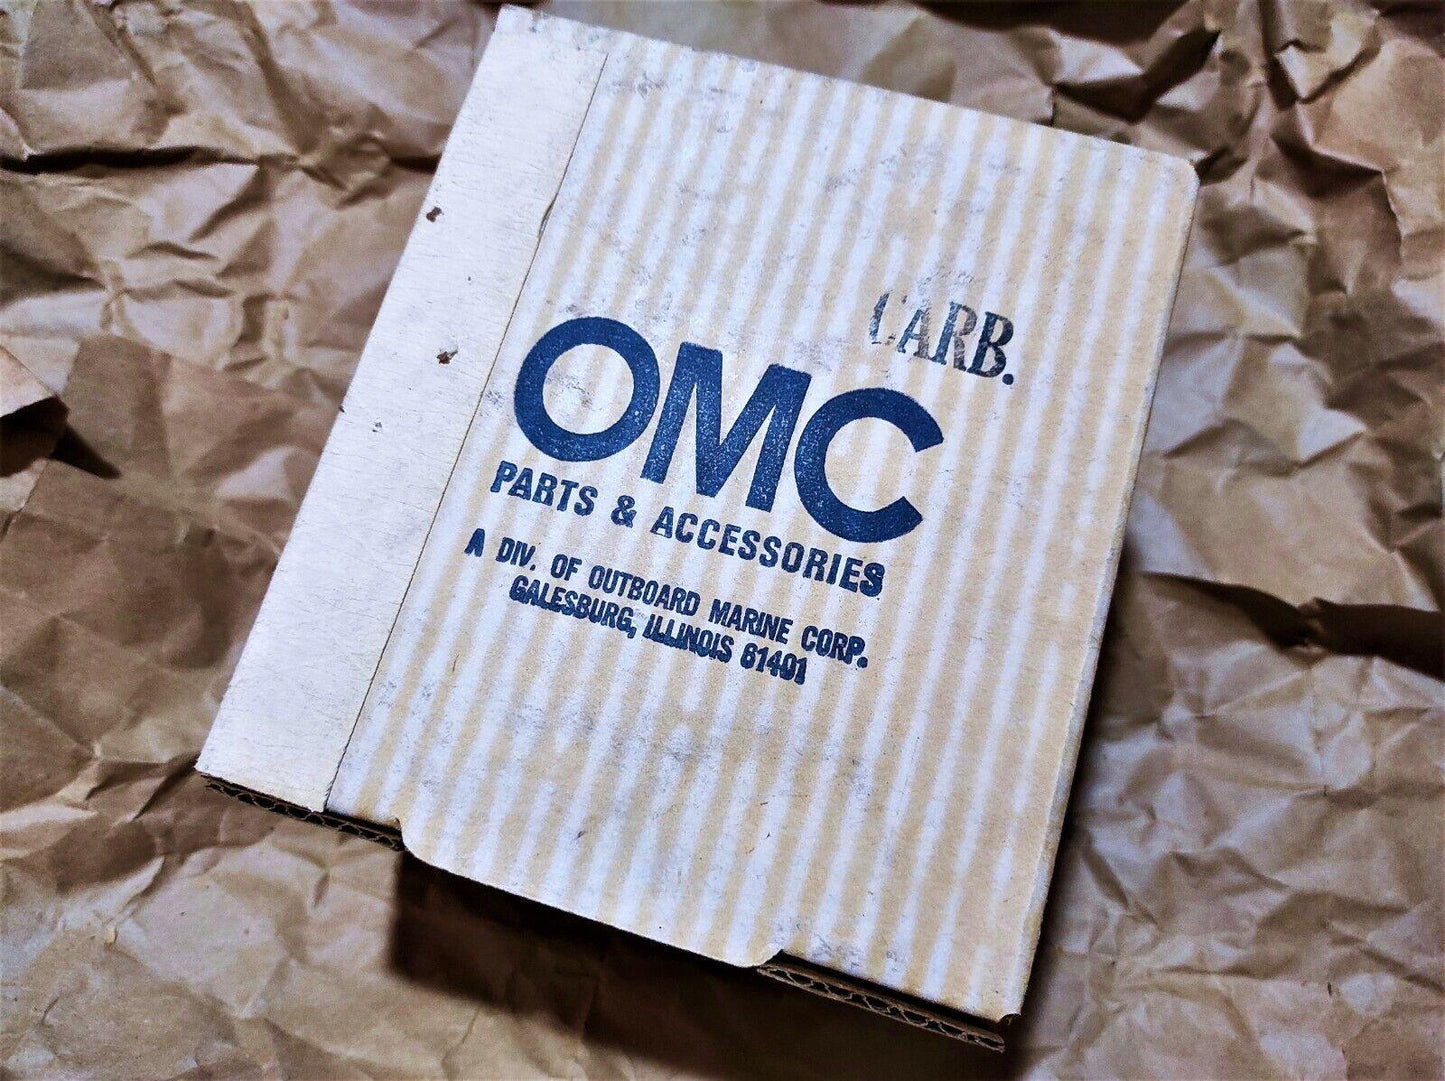 CARB.
OMC
PARTS & ACCESSORIES
A DIV. OF OUTBOARD MARINE CORP.
GALESBURG, ILLINOIS 61401